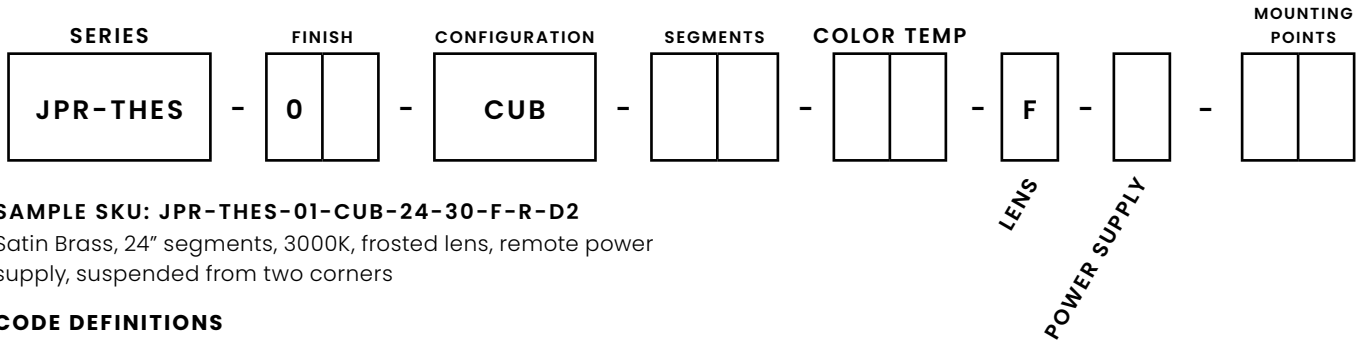 SERIES
FINISH
CONFIGURATION
SEGMENTS
COLOR TEMP
MOUNTING
POINTS
JPR-THES - 0 - CUB - - - F - -
LENS
POWER SUPPLY
SAMPLE SKU: JPR-THES-01-CUB-24-30-F-R-D2
Satin Brass, 24” segments, 3000K, frosted lens, remote power
supply, suspended from two corners
CODE DEFINITIONS